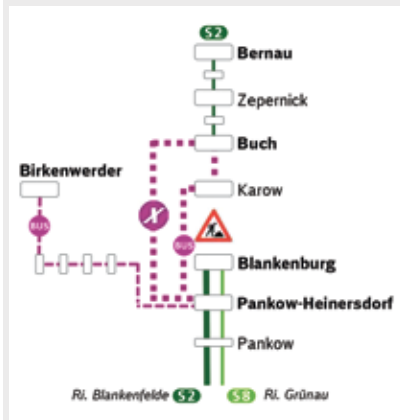 S2
Bernau
Zepernick
Buch
Birkenwerder
Karow
X
BUS
BUS
Blankenburg
Pankow-Heinersdorf
Pankow
Ri. Blankenfelde S2 S8 Ri. Grünau